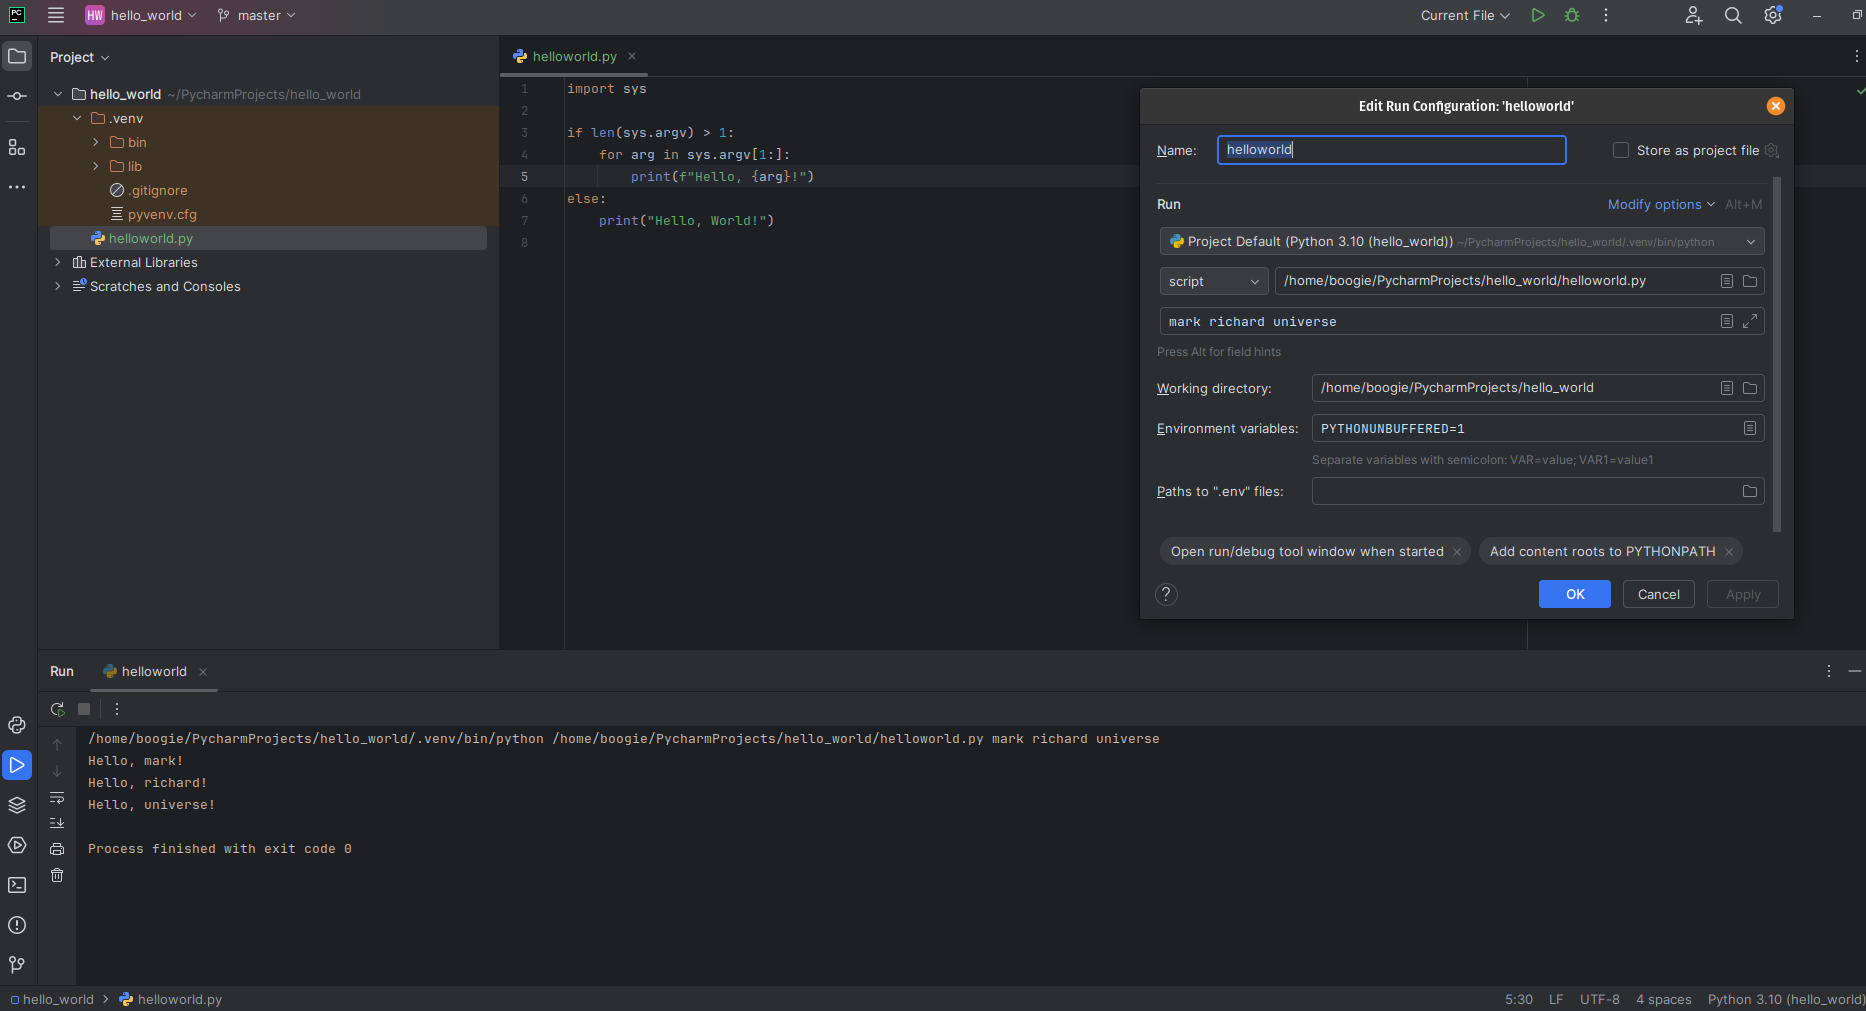 PC HW hello_world master Current File
Project
helloworld.py
hello_world ~/PycharmProjects/hello_world
.venv
bin
lib
.gitignore
pyvenv.cfg
helloworld.py
External Libraries
Scratches and Consoles
1 import sys
2
3 if len(sys.argv) > 1:
4 for arg in sys.argv[1:]:
5 print(f"Hello, {arg}!")
6 else:
7 print("Hello, World!")
8
Edit Run Configuration: 'helloworld'
Name: helloworld Store as project file
Run Modify options Alt+M
Project Default (Python 3.10 (hello_world)) ~/PycharmProjects/hello_world/.venv/bin/python
script /home/boogie/PycharmProjects/hello_world/helloworld.py
mark richard universe
Press Alt for field hints
Working directory: /home/boogie/PycharmProjects/hello_world
Environment variables: PYTHONUNBUFFERED=1
Separate variables with semicolon: VAR=value; VAR1=value1
Paths to ".env" files:
Open run/debug tool window when started Add content roots to PYTHONPATH
? OK Cancel Apply
Run helloworld
/home/boogie/PycharmProjects/hello_world/.venv/bin/python /home/boogie/PycharmProjects/hello_world/helloworld.py mark richard universe
Hello, mark!
Hello, richard!
Hello, universe!
Process finished with exit code 0
hello_world helloworld.py 5:30 LF UTF-8 4 spaces Python 3.10 (hello_world)